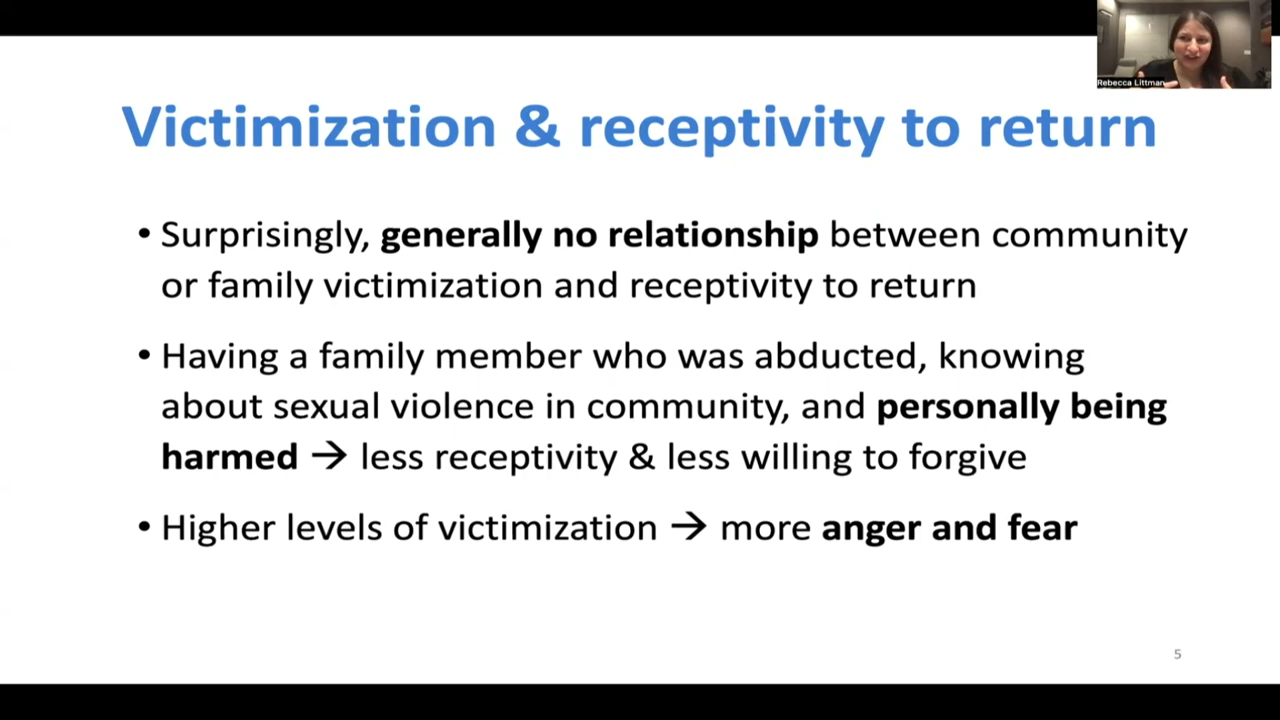 Rebecca Littman
Victimization & receptivity to return
• Surprisingly, generally no relationship between community
or family victimization and receptivity to return
• Having a family member who was abducted, knowing
about sexual violence in community, and personally being
harmed → less receptivity & less willing to forgive
• Higher levels of victimization → more anger and fear
5